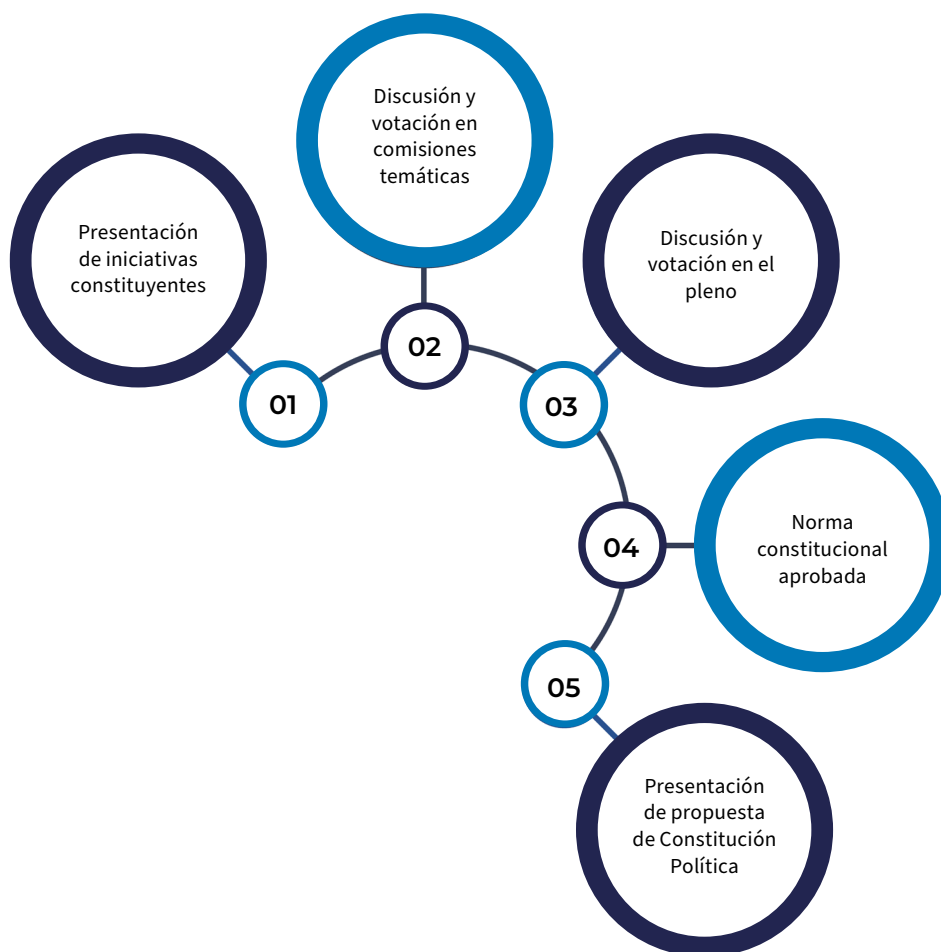 Presentación
de iniciativas
constituyentes
01
Discusión y
votación en
comisiones
temáticas
02
Discusión y
votación en el
pleno
03
Norma
constitucional
aprobada
04
Presentación
de propuesta
de Constitución
Política
05